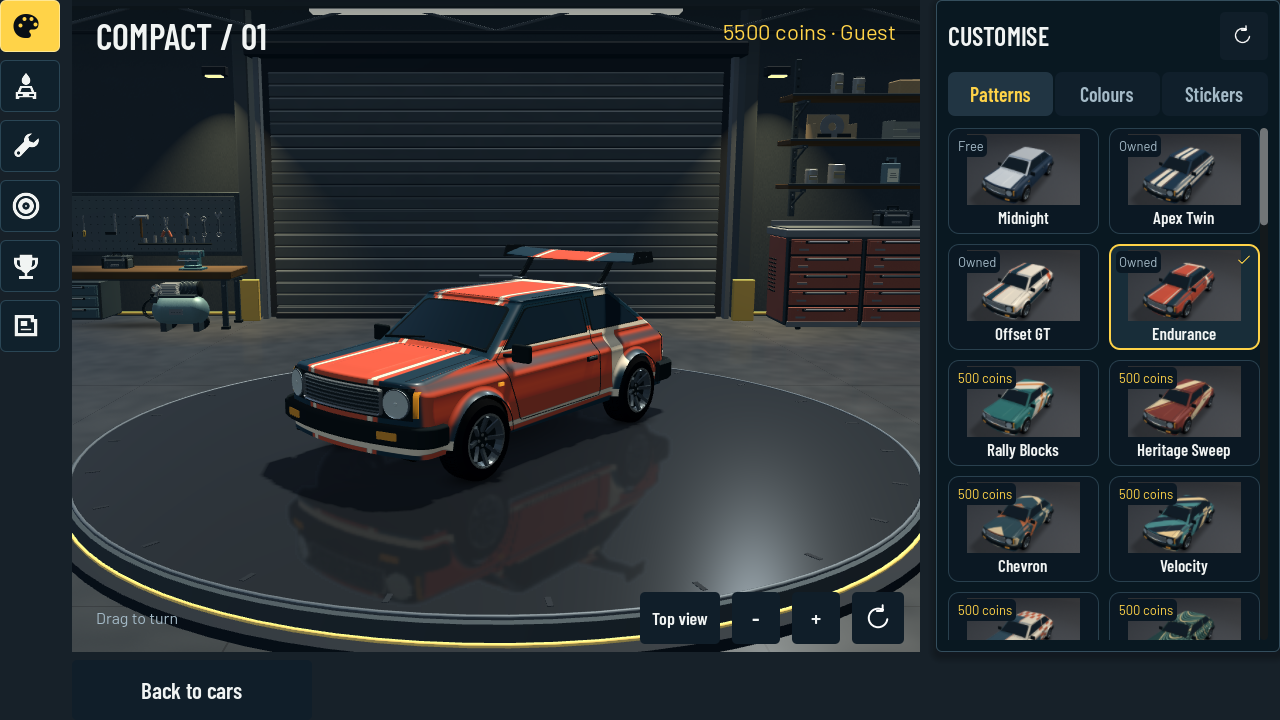 COMPACT / 01
5500 coins · Guest
Drag to turn
Top view
-
+
Back to cars
CUSTOMISE
Patterns
Colours
Stickers
Free
Midnight
Owned
Apex Twin
Owned
Offset GT
Owned
Endurance
500 coins
Rally Blocks
500 coins
Heritage Sweep
500 coins
Chevron
500 coins
Velocity
500 coins
500 coins